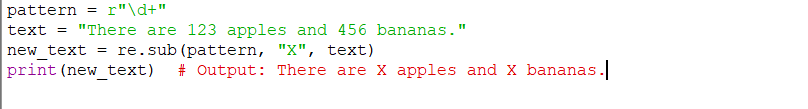 pattern = r"\d+"
text = "There are 123 apples and 456 bananas."
new_text = re.sub(pattern, "X", text)
print(new_text)  # Output: There are X apples and X bananas.